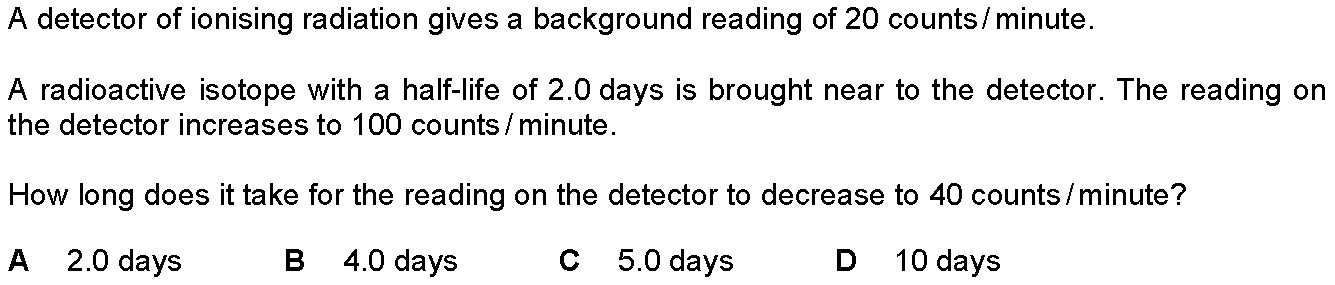 A detector of ionising radiation gives a background reading of 20 counts / minute.
A radioactive isotope with a half-life of 2.0 days is brought near to the detector. The reading on
the detector increases to 100 counts / minute.
How long does it take for the reading on the detector to decrease to 40 counts / minute?
A 2.0 days B 4.0 days C 5.0 days D 10 days